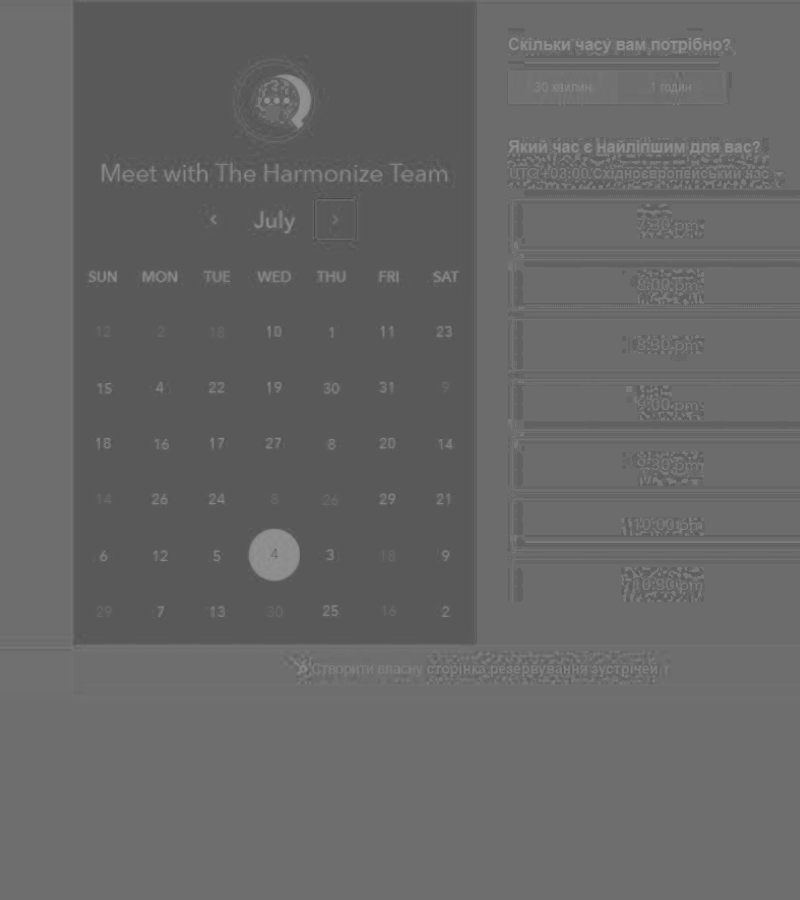 Meet with The Harmonize Team
‹ July ›
SUN MON TUE WED THU FRI SAT
12 2 18 10 1 11 23
15 4 22 19 30 31 9
18 16 17 27 8 20 14
14 26 24 8 26 29 21
6 12 5 4 3 18 9
29 7 13 30 25 16 2
Скільки часу вам потрібно?
30 хвилин 1 годин
Який час є найліпшим для вас?
UTC +03:00 Східноєвропейський час
7:30 pm
8:00 pm
8:30 pm
9:00 pm
9:30 pm
10:00 pm
10:30 pm
Створити власну сторінка резервування зустрічей